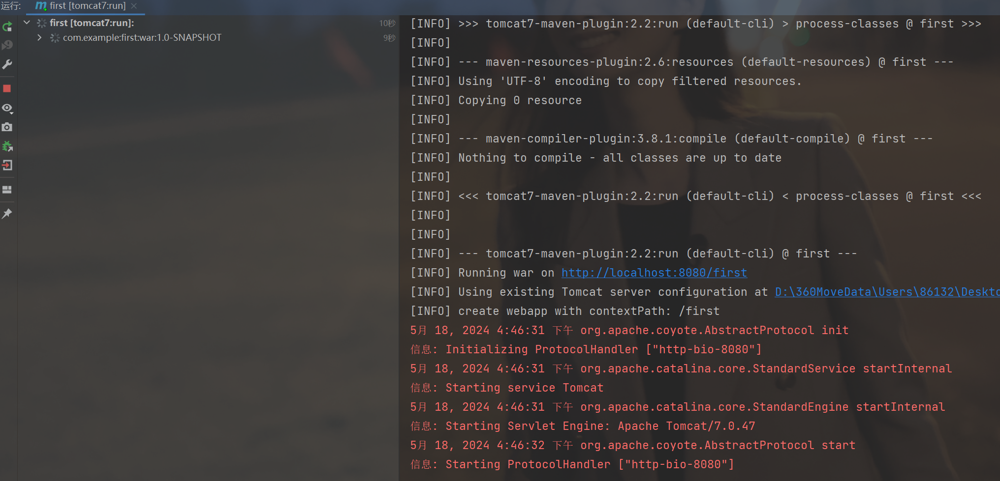 运行: first [tomcat7:run]
first [tomcat7:run]: 10秒
com.example:first:war:1.0-SNAPSHOT 9秒
[INFO] >>> tomcat7-maven-plugin:2.2:run (default-cli) > process-classes @ first >>>
[INFO]
[INFO] --- maven-resources-plugin:2.6:resources (default-resources) @ first ---
[INFO] Using 'UTF-8' encoding to copy filtered resources.
[INFO] Copying 0 resource
[INFO]
[INFO] --- maven-compiler-plugin:3.8.1:compile (default-compile) @ first ---
[INFO] Nothing to compile - all classes are up to date
[INFO]
[INFO] <<< tomcat7-maven-plugin:2.2:run (default-cli) < process-classes @ first <<<
[INFO]
[INFO]
[INFO] --- tomcat7-maven-plugin:2.2:run (default-cli) @ first ---
[INFO] Running war on http://localhost:8080/first
[INFO] Using existing Tomcat server configuration at D:\360MoveData\Users\86132\Deskto
[INFO] create webapp with contextPath: /first
5月 18, 2024 4:46:31 下午 org.apache.coyote.AbstractProtocol init
信息: Initializing ProtocolHandler ["http-bio-8080"]
5月 18, 2024 4:46:31 下午 org.apache.catalina.core.StandardService startInternal
信息: Starting service Tomcat
5月 18, 2024 4:46:31 下午 org.apache.catalina.core.StandardEngine startInternal
信息: Starting Servlet Engine: Apache Tomcat/7.0.47
5月 18, 2024 4:46:32 下午 org.apache.coyote.AbstractProtocol start
信息: Starting ProtocolHandler ["http-bio-8080"]